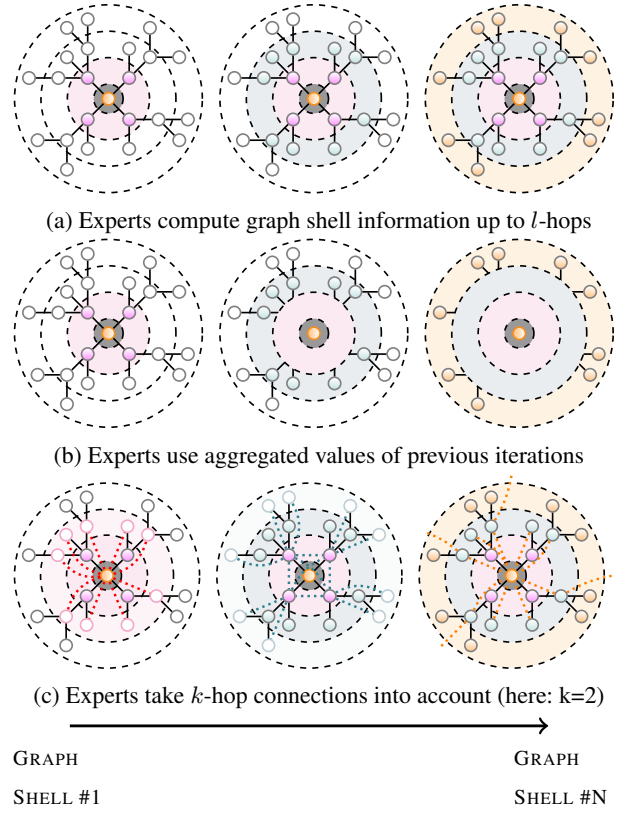 (a) Experts compute graph shell information up to l-hops
(b) Experts use aggregated values of previous iterations
(c) Experts take k-hop connections into account (here: k=2)
GRAPH GRAPH
SHELL #1 SHELL #N